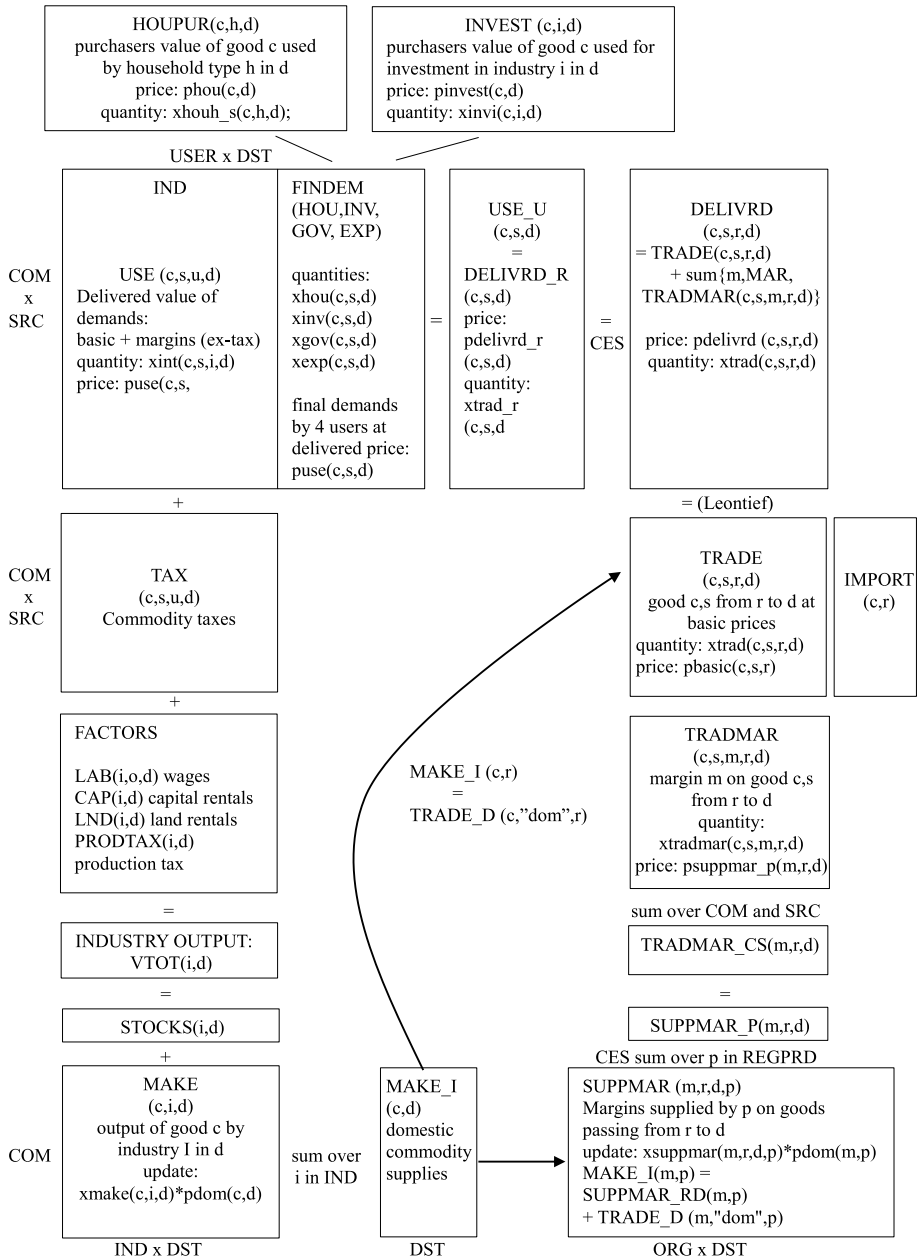 HOUPUR(c,h,d)
purchasers value of good c used
by household type h in d
price: phou(c,d)
quantity: xhouh_s(c,h,d);
INVEST (c,i,d)
purchasers value of good c used for
investment in industry i in d
price: pinvest(c,d)
quantity: xinvi(c,i,d)
USER x DST
COM
x
SRC
IND
USE (c,s,u,d)
Delivered value of
demands:
basic + margins (ex-tax)
quantity: xint(c,s,i,d)
price: puse(c,s,
FINDEM
(HOU,INV,
GOV, EXP)
quantities:
xhou(c,s,d)
xinv(c,s,d)
xgov(c,s,d)
xexp(c,s,d)
final demands
by 4 users at
delivered price:
puse(c,s,d)
=
USE_U
(c,s,d)
=
DELIVRD_R
(c,s,d)
price:
pdelivrd_r
(c,s,d)
quantity:
xtrad_r
(c,s,d
=
CES
DELIVRD
(c,s,r,d)
= TRADE(c,s,r,d)
+ sum{m,MAR,
TRADMAR(c,s,m,r,d)}
price: pdelivrd (c,s,r,d)
quantity: xtrad(c,s,r,d)
+
= (Leontief)
COM
x
SRC
TAX
(c,s,u,d)
Commodity taxes
TRADE
(c,s,r,d)
good c,s from r to d at
basic prices
quantity: xtrad(c,s,r,d)
price: pbasic(c,s,r)
IMPORT
(c,r)
+
FACTORS
LAB(i,o,d) wages
CAP(i,d) capital rentals
LND(i,d) land rentals
PRODTAX(i,d)
production tax
MAKE_I (c,r)
=
TRADE_D (c,”dom”,r)
TRADMAR
(c,s,m,r,d)
margin m on good c,s
from r to d
quantity:
xtradmar(c,s,m,r,d)
price: psuppmar_p(m,r,d)
=
sum over COM and SRC
INDUSTRY OUTPUT:
VTOT(i,d)
TRADMAR_CS(m,r,d)
=
=
STOCKS(i,d)
SUPPMAR_P(m,r,d)
+
CES sum over p in REGPRD
COM
MAKE
(c,i,d)
output of good c by
industry I in d
update:
xmake(c,i,d)*pdom(c,d)
sum over
i in IND
MAKE_I
(c,d)
domestic
commodity
supplies
SUPPMAR (m,r,d,p)
Margins supplied by p on goods
passing from r to d
update: xsuppmar(m,r,d,p)*pdom(m,p)
MAKE_I(m,p) =
SUPPMAR_RD(m,p)
+ TRADE_D (m,"dom",p)
IND x DST
DST
ORG x DST